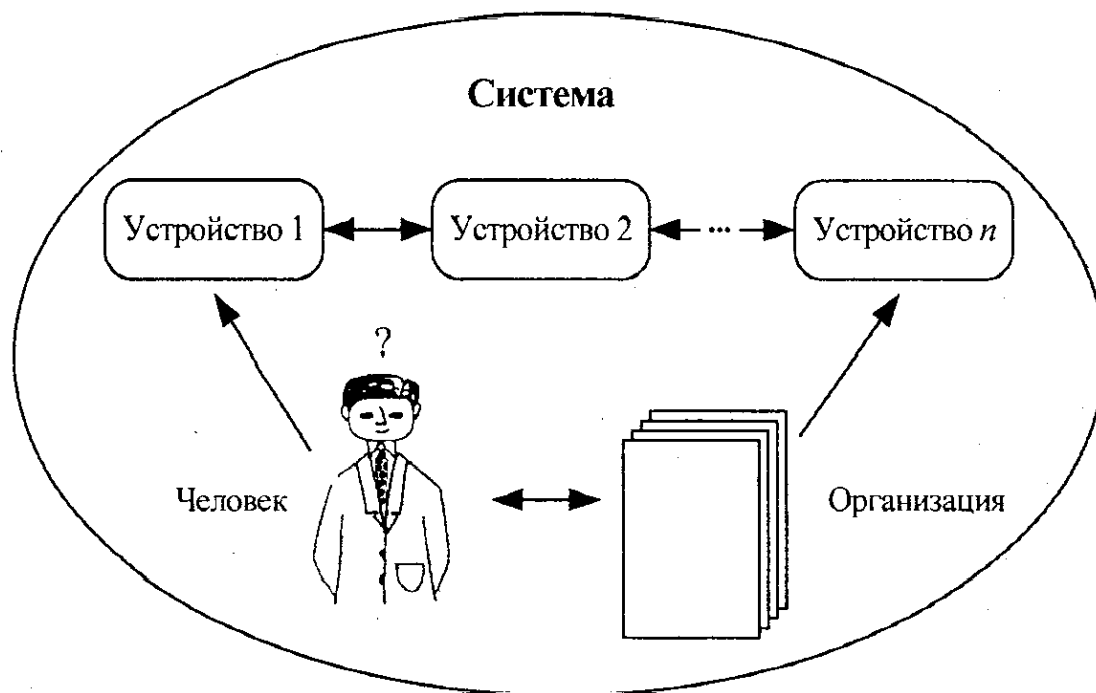 Система
Устройство 1
Устройство 2
...
Устройство n
?
Человек
Организация